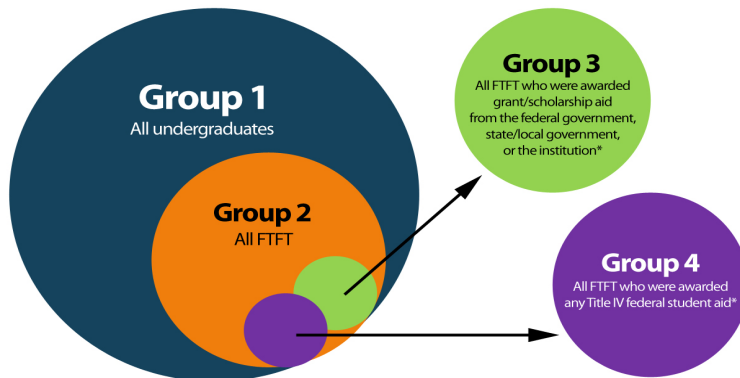 Group 1
All undergraduates
Group 2
All FTFT
Group 3
All FTFT who were awarded
grant/scholarship aid
from the federal government,
state/local government,
or the institution*
Group 4
All FTFT who were awarded
any Title IV federal student aid*